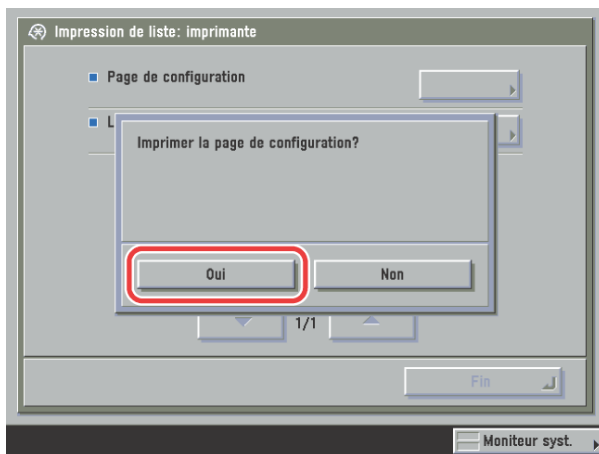 Impression de liste: imprimante
Page de configuration
L
Imprimer la page de configuration?
Oui
Non
1/1
Fin
Moniteur syst.